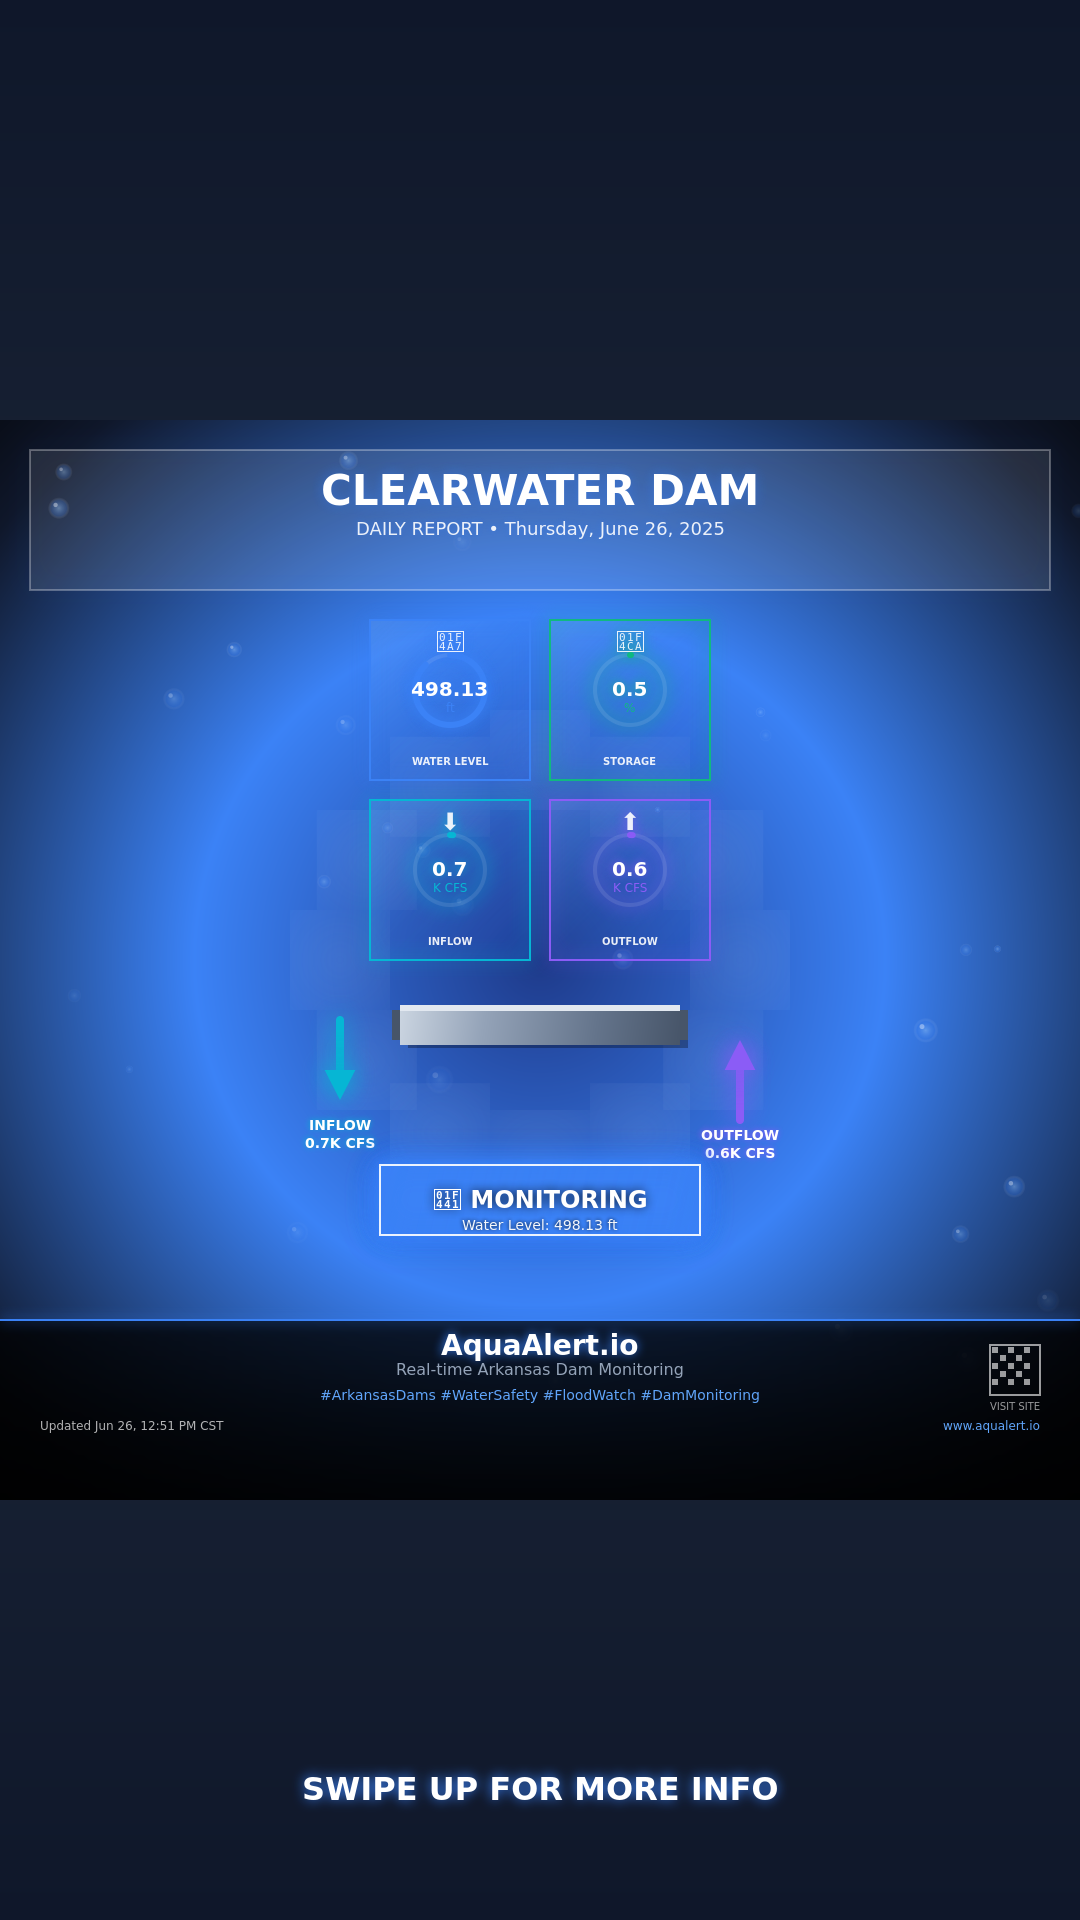 CLEARWATER DAM
DAILY REPORT • Thursday, June 26, 2025
498.13
ft
WATER LEVEL
0.5
%
STORAGE
⬇
0.7
K CFS
INFLOW
⬆
0.6
K CFS
OUTFLOW
INFLOW
0.7K CFS
OUTFLOW
0.6K CFS
MONITORING
Water Level: 498.13 ft
AquaAlert.io
Real-time Arkansas Dam Monitoring
#ArkansasDams #WaterSafety #FloodWatch #DamMonitoring
VISIT SITE
Updated Jun 26, 12:51 PM CST
www.aqualert.io
SWIPE UP FOR MORE INFO